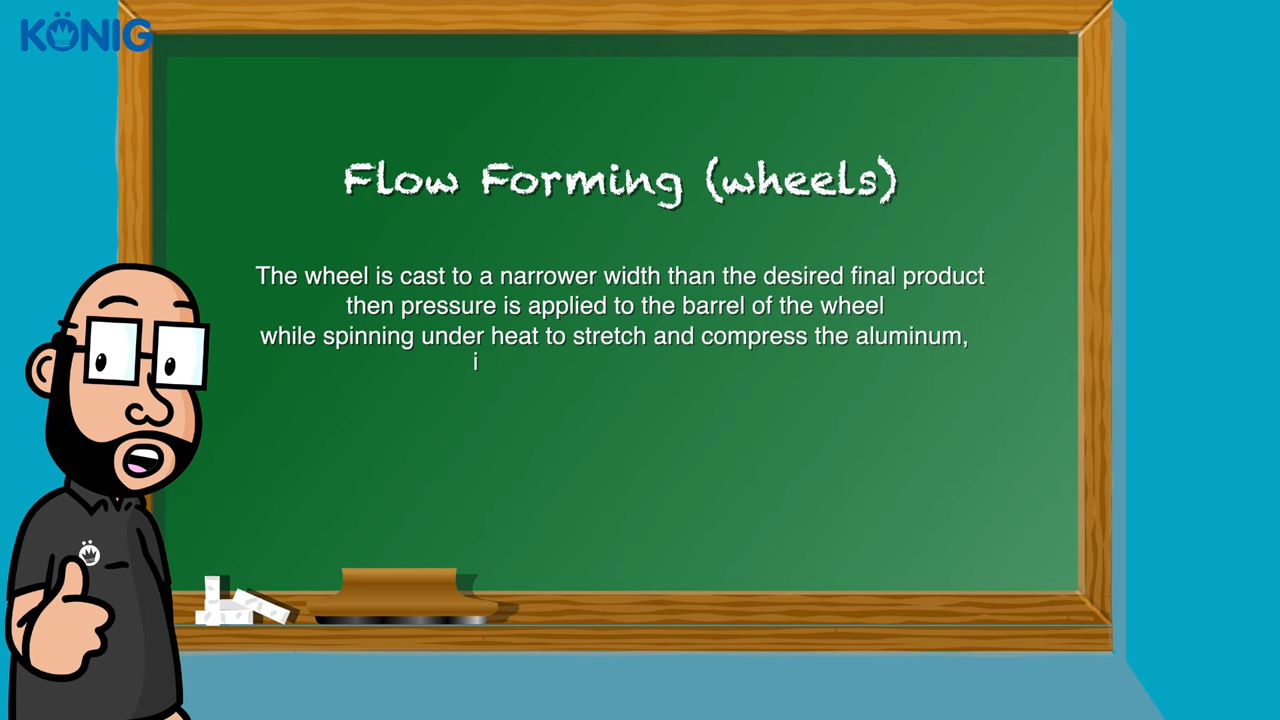 KÖNIG
Flow Forming (wheels)
The wheel is cast to a narrower width than the desired final product
then pressure is applied to the barrel of the wheel
while spinning under heat to stretch and compress the aluminum,
i